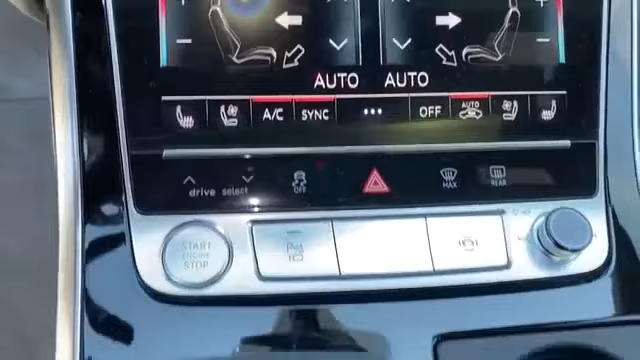 AUTO AUTO
A/C SYNC OFF AUTO
drive select OFF MAX REAR
START
ENGINE
STOP